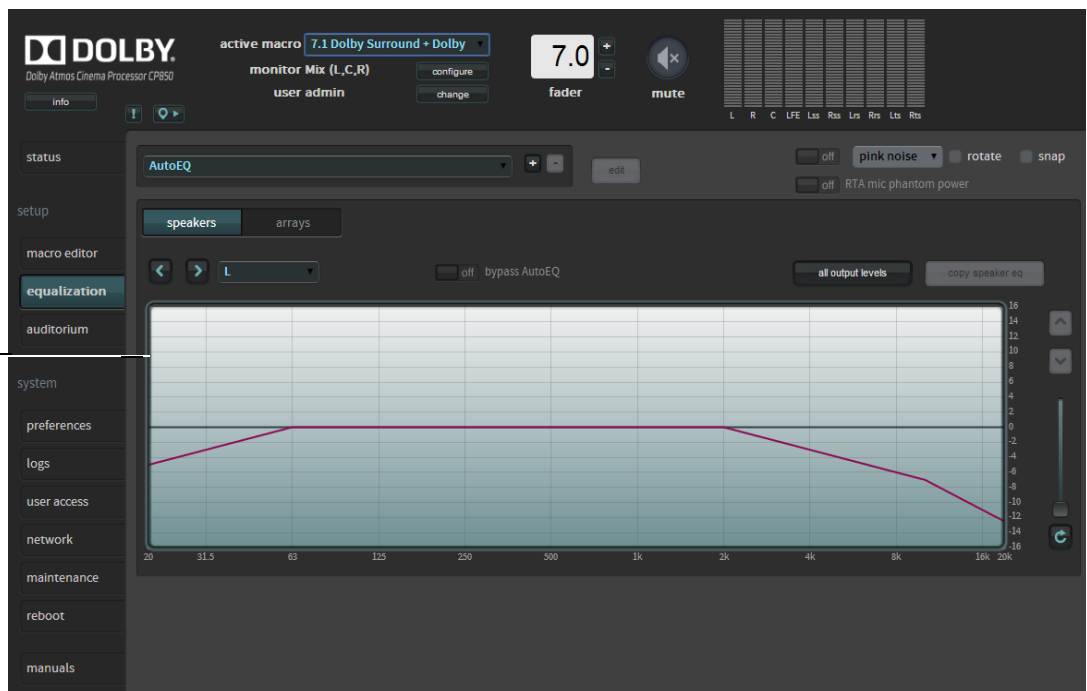 DOLBY.
Dolby Atmos Cinema Processor CP850
info
!
active macro 7.1 Dolby Surround + Dolby
monitor Mix (L,C,R) configure
user admin change
7.0 + -
fader
mute
L R C LFE Lss Rss Lrs Rrs Lts Rts
status
setup
macro editor
equalization
auditorium
system
preferences
logs
user access
network
maintenance
reboot
manuals
AutoEQ + - edit
off pink noise rotate snap
off RTA mic phantom power
speakers arrays
< > L off bypass AutoEQ all output levels copy speaker eq
16
14
12
10
8
6
4
2
0
-2
-4
-6
-8
-10
-12
-14
-16
20 31.5 63 125 250 500 1k 2k 4k 8k 16k 20k